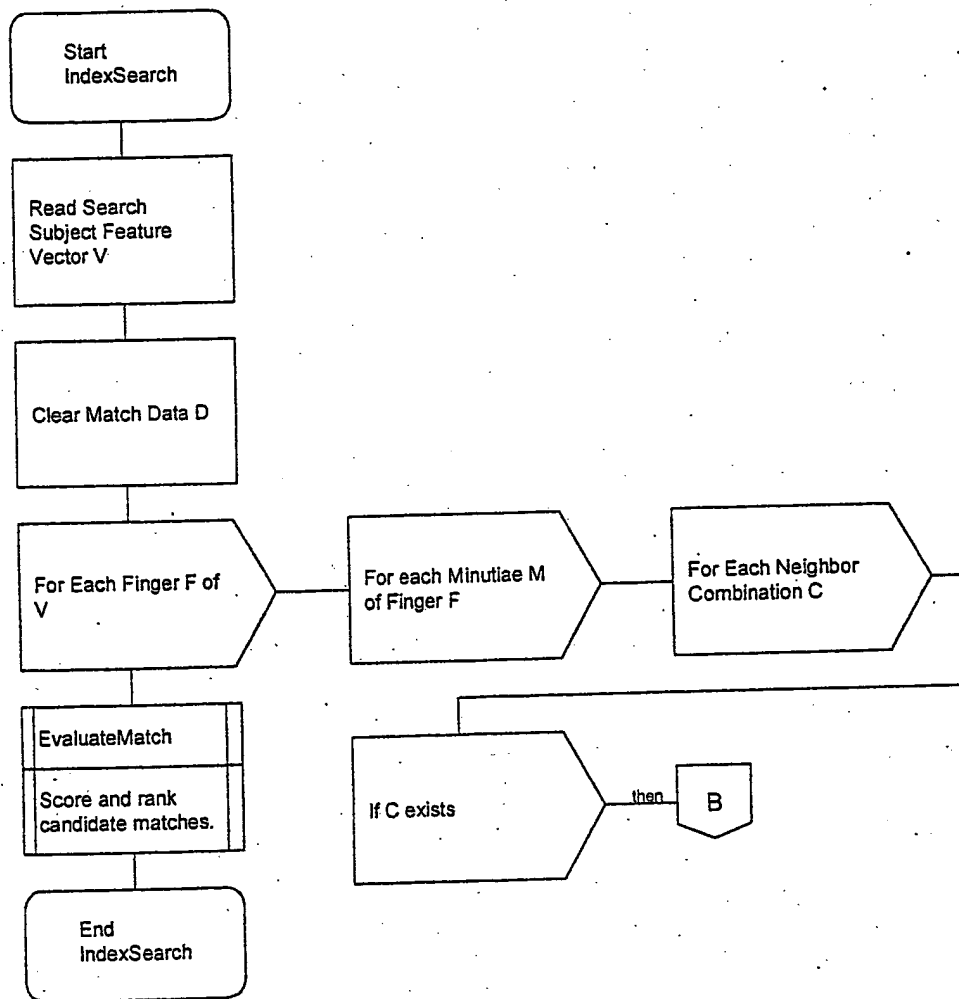 Start
IndexSearch
Read Search
Subject Feature
Vector V
Clear Match Data D
For Each Finger F of
V
For each Minutiae M
of Finger F
For Each Neighbor
Combination C
EvaluateMatch
Score and rank
candidate matches.
If C exists
then
B
End
IndexSearch